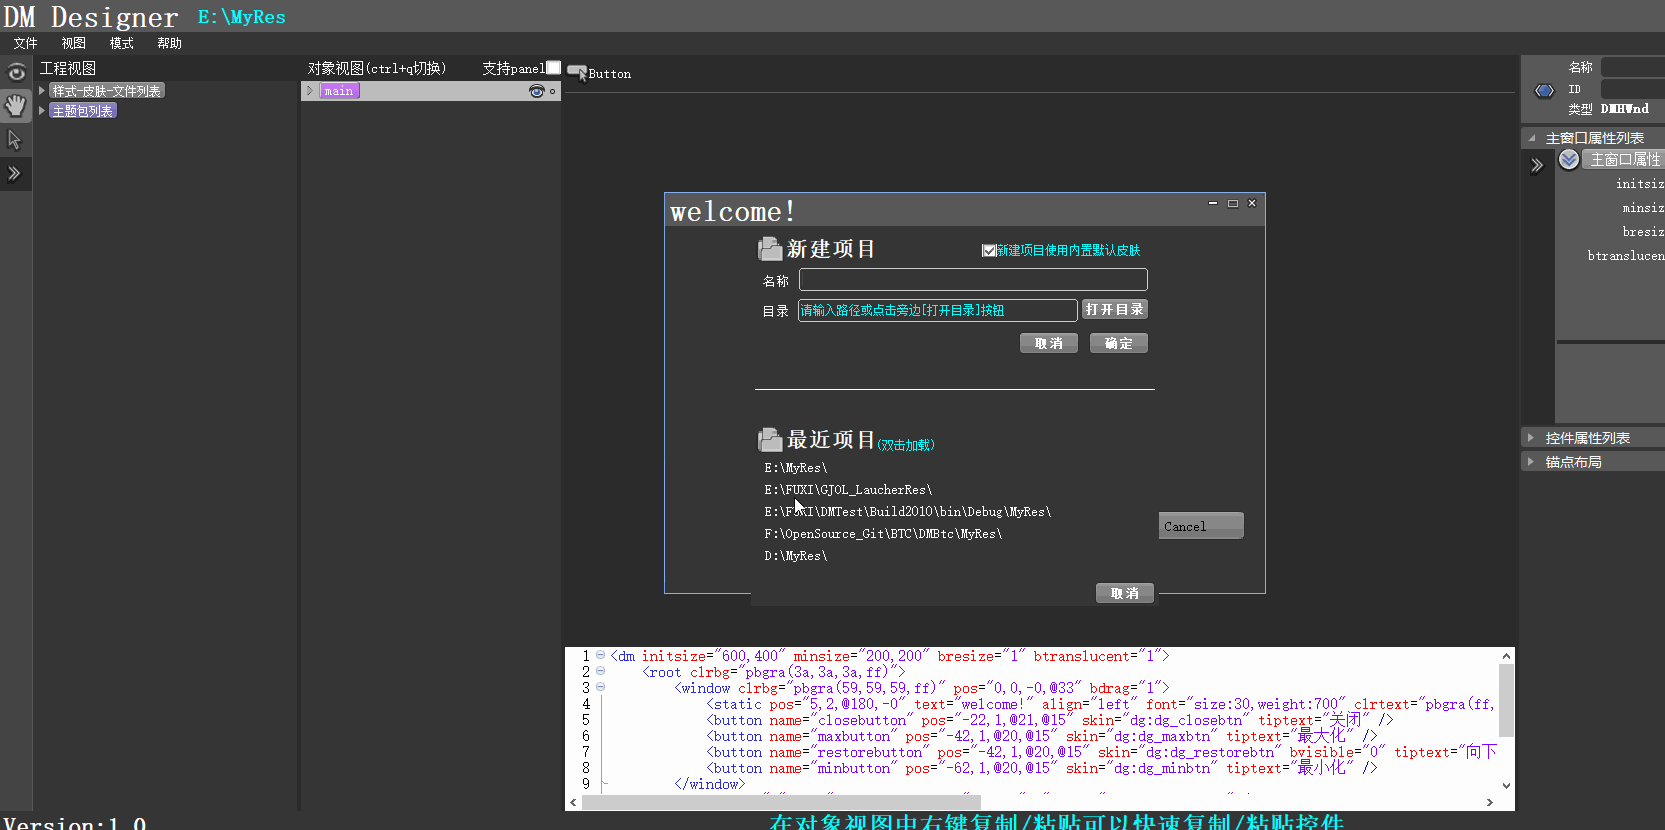 DM Designer E:\MyRes
文件 视图 模式 帮助
工程视图
样式-皮肤-文件列表
主题包列表
对象视图(ctrl+q切换) 支持panel
main
Button
welcome!
新建项目 新建项目使用内置默认皮肤
名称
目录 请输入路径或点击旁边[打开目录]按钮 打开目录
取消 确定
最近项目(双击加载)
E:\MyRes\
E:\FUXI\GJOL_LaucherRes\
E:\FUXI\DMTest\Build2010\bin\Debug\MyRes\
F:\OpenSource_Git\BTC\DMBtc\MyRes\
D:\MyRes\
Cancel
取消
1 <dm initsize="600,400" minsize="200,200" bresize="1" btranslucent="1">
2 <root clrbg="pbgra(3a,3a,3a,ff)">
3 <window clrbg="pbgra(59,59,59,ff)" pos="0,0,-0,@33" bdrag="1">
4 <static pos="5,2,@180,-0" text="welcome!" align="left" font="size:30,weight:700" clrtext="pbgra(ff,
5 <button name="closebutton" pos="-22,1,@21,@15" skin="dg:dg_closebtn" tiptext="关闭" />
6 <button name="maxbutton" pos="-42,1,@20,@15" skin="dg:dg_maxbtn" tiptext="最大化" />
7 <button name="restorebutton" pos="-42,1,@20,@15" skin="dg:dg_restorebtn" bvisible="0" tiptext="向下
8 <button name="minbutton" pos="-62,1,@20,@15" skin="dg:dg_minbtn" tiptext="最小化" />
9 </window>
名称
ID
类型 DMHWnd
主窗口属性列表
主窗口属性
initsiz
minsiz
bresiz
btranslucen
控件属性列表
锚点布局
Version:1.0
在对象视图中右键复制/粘贴可以快速复制/粘贴控件